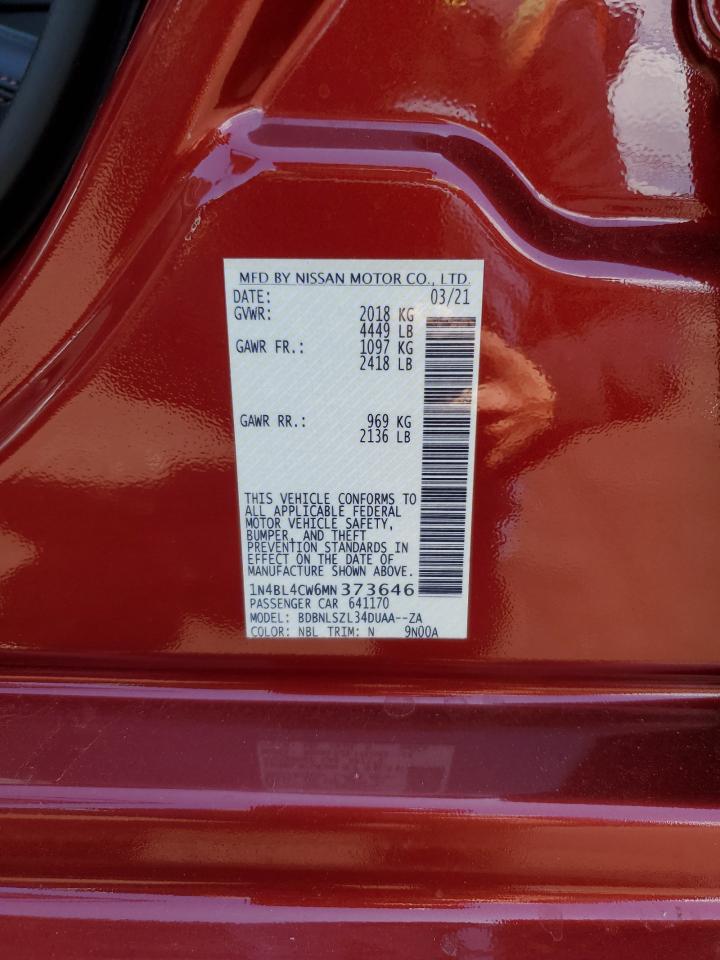 MFD BY NISSAN MOTOR CO., LTD.
DATE: 03/21
GVWR: 2018 KG
4449 LB
GAWR FR.: 1097 KG
2418 LB
GAWR RR.: 969 KG
2136 LB
THIS VEHICLE CONFORMS TO
ALL APPLICABLE FEDERAL
MOTOR VEHICLE SAFETY,
BUMPER, AND THEFT
PREVENTION STANDARDS IN
EFFECT ON THE DATE OF
MANUFACTURE SHOWN ABOVE.
1N4BL4CW6MN373646
PASSENGER CAR 641170
MODEL: BDBNLSZL34DUAA--ZA
COLOR: NBL TRIM: N 9N00A